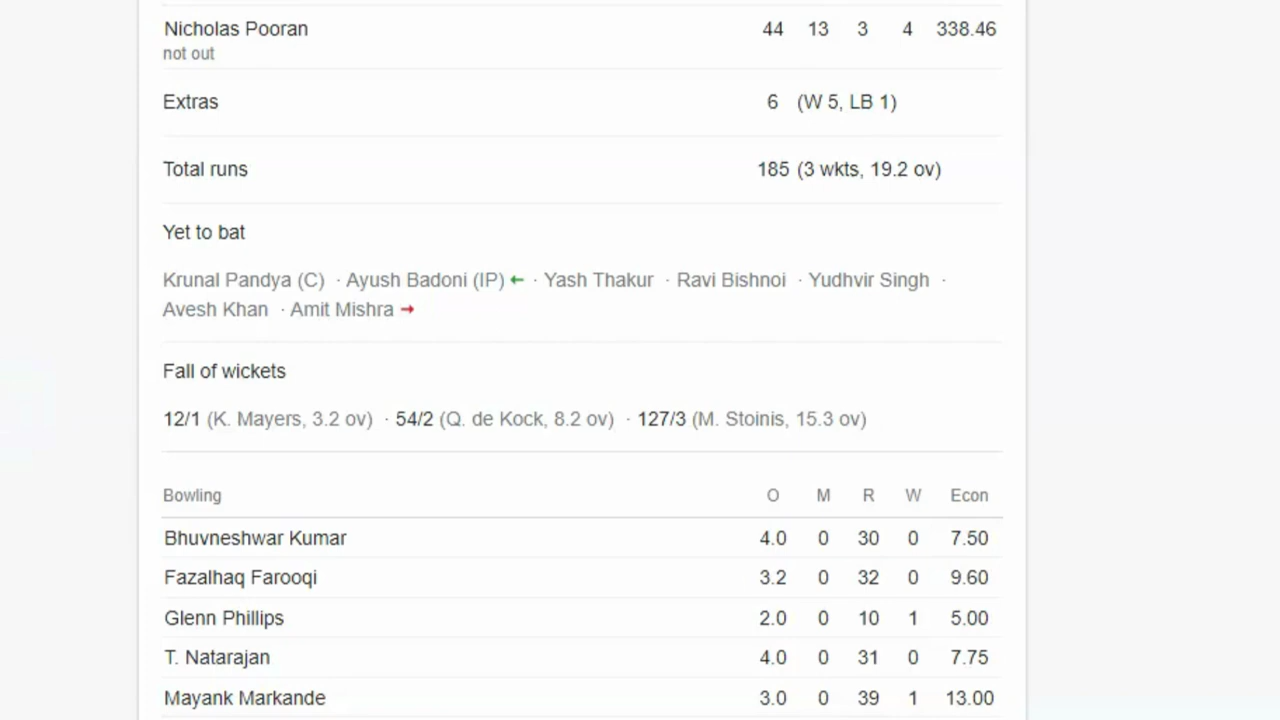 Nicholas Pooran 44 13 3 4 338.46
not out
Extras 6 (W 5, LB 1)
Total runs 185 (3 wkts, 19.2 ov)
Yet to bat
Krunal Pandya (C) · Ayush Badoni (IP) ← · Yash Thakur · Ravi Bishnoi · Yudhvir Singh ·
Avesh Khan · Amit Mishra →
Fall of wickets
12/1 (K. Mayers, 3.2 ov) · 54/2 (Q. de Kock, 8.2 ov) · 127/3 (M. Stoinis, 15.3 ov)
Bowling O M R W Econ
Bhuvneshwar Kumar 4.0 0 30 0 7.50
Fazalhaq Farooqi 3.2 0 32 0 9.60
Glenn Phillips 2.0 0 10 1 5.00
T. Natarajan 4.0 0 31 0 7.75
Mayank Markande 3.0 0 39 1 13.00